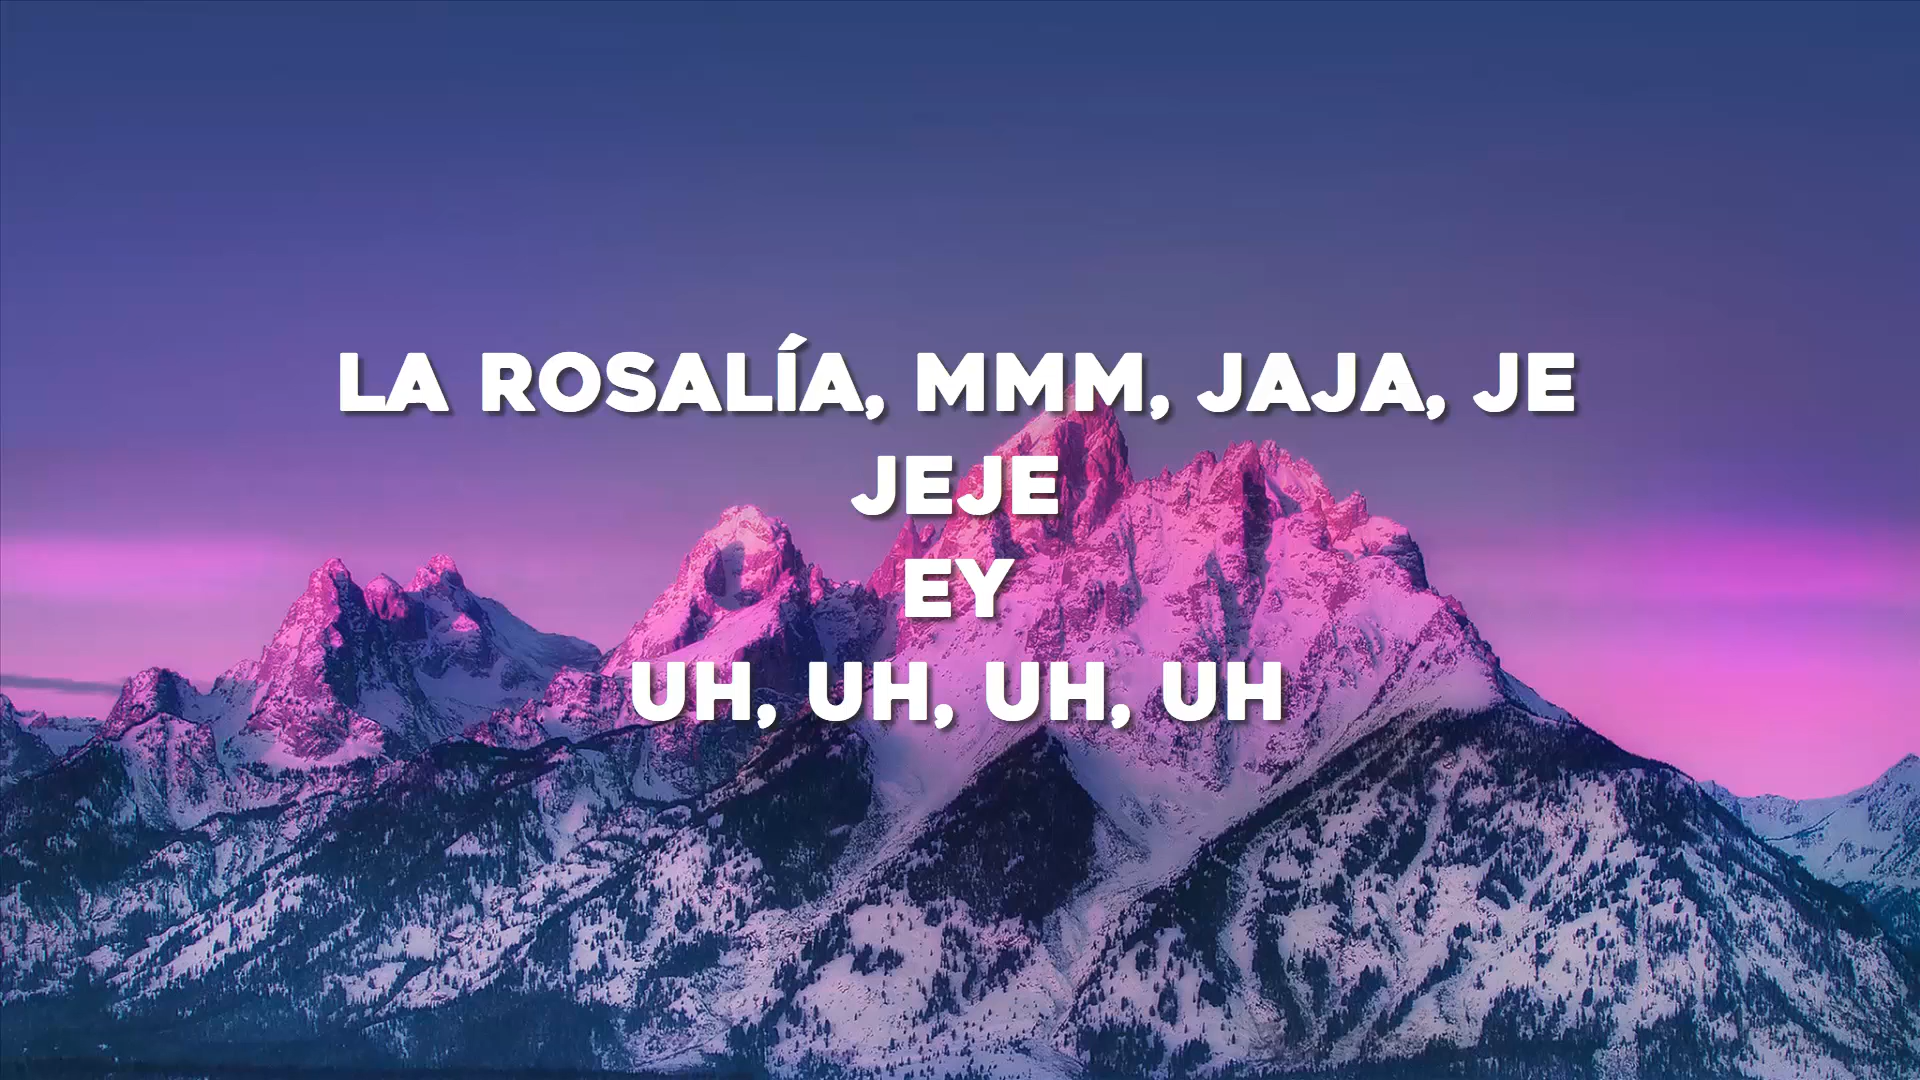 LA ROSALÍA, MMM, JAJA, JE
JEJE
EY
UH, UH, UH, UH